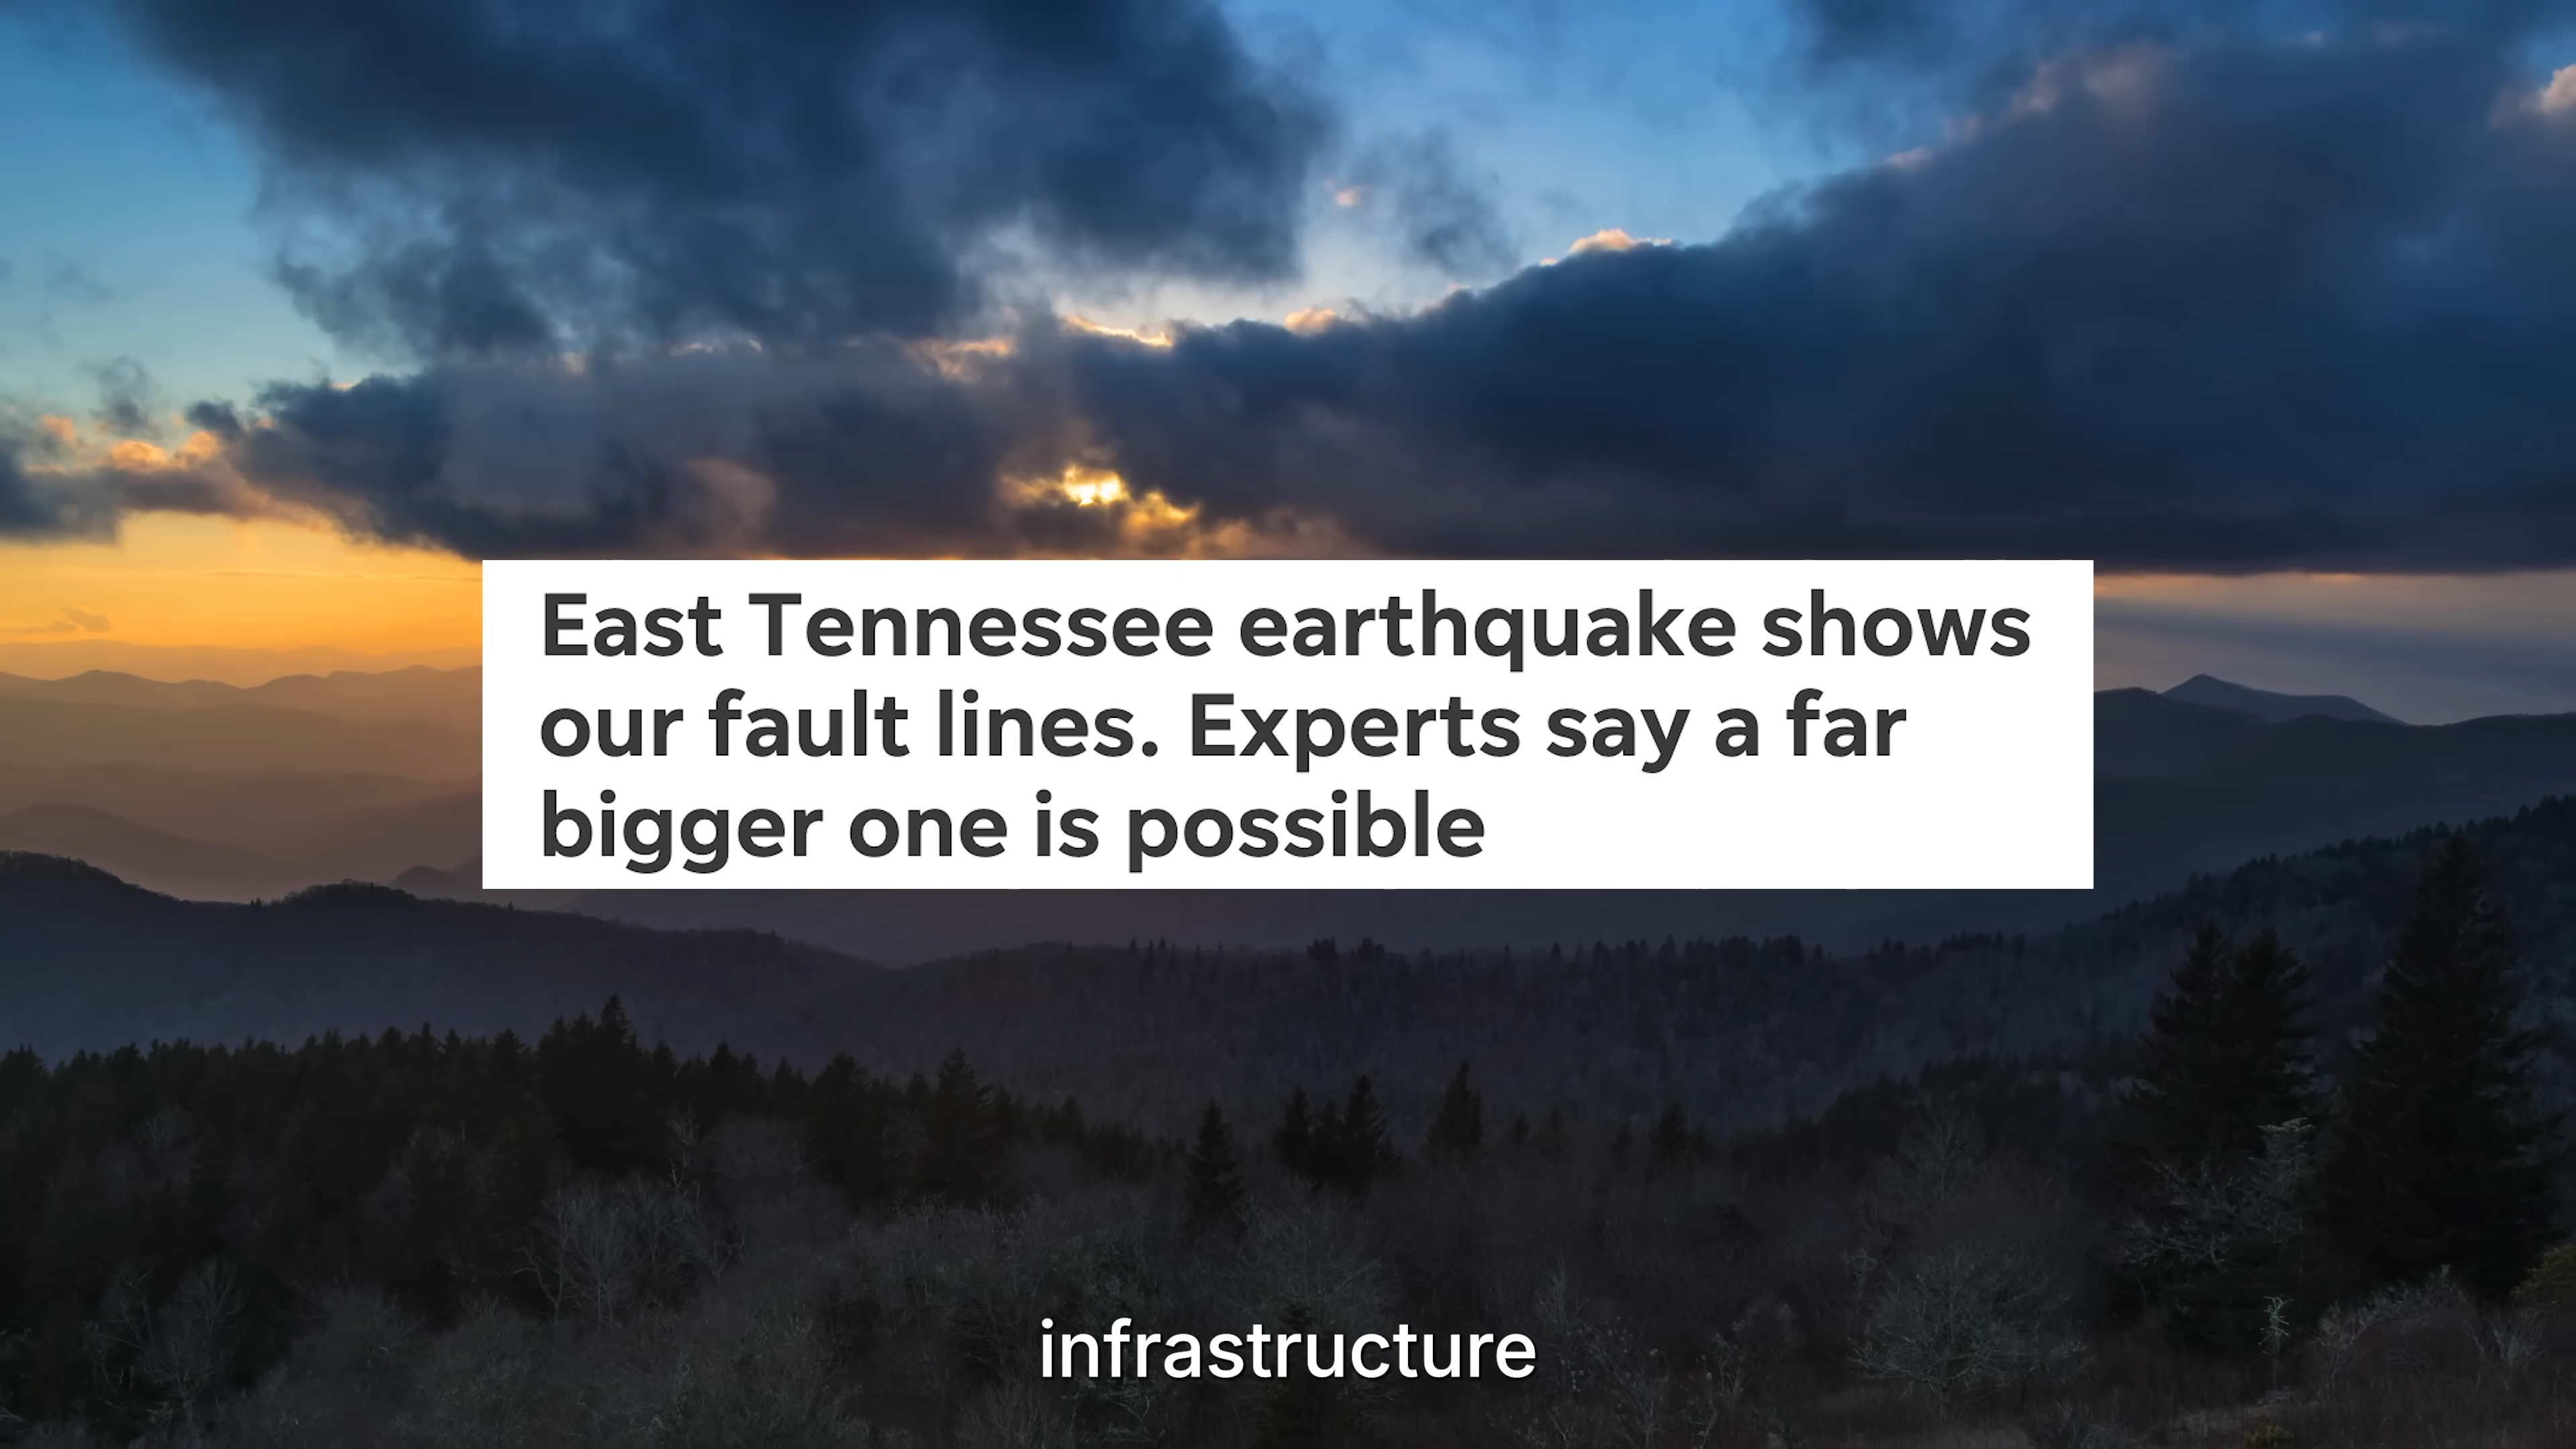 East Tennessee earthquake shows
our fault lines. Experts say a far
bigger one is possible
infrastructure